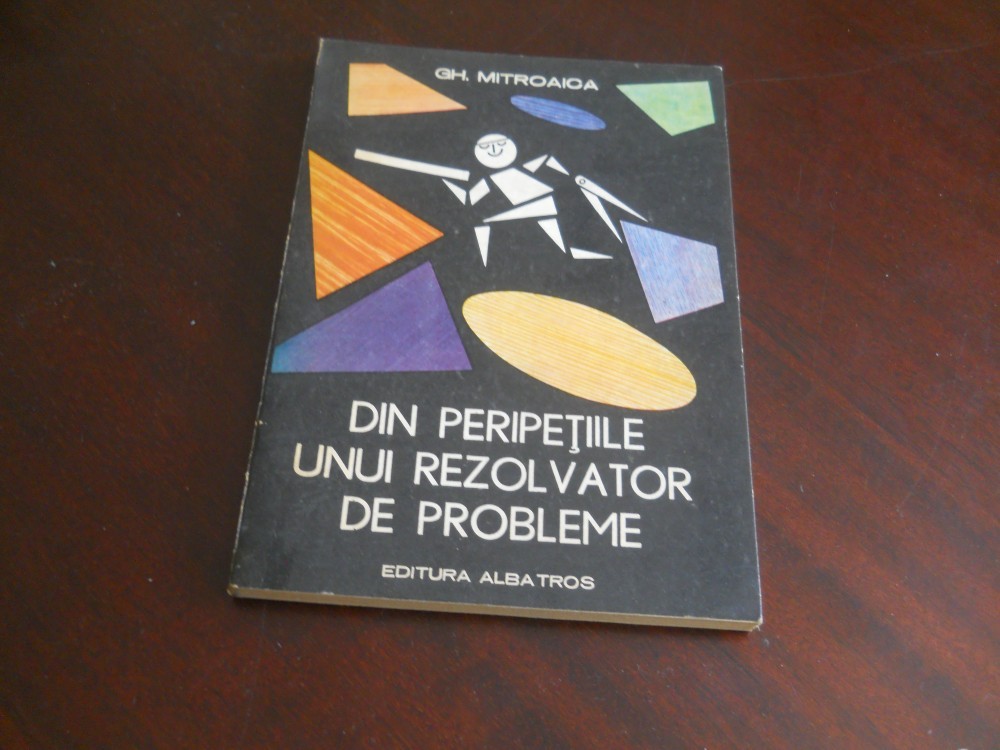 GH. MITROAICA
DIN PERIPEŢIILE
UNUI REZOLVATOR
DE PROBLEME
EDITURA ALBATROS